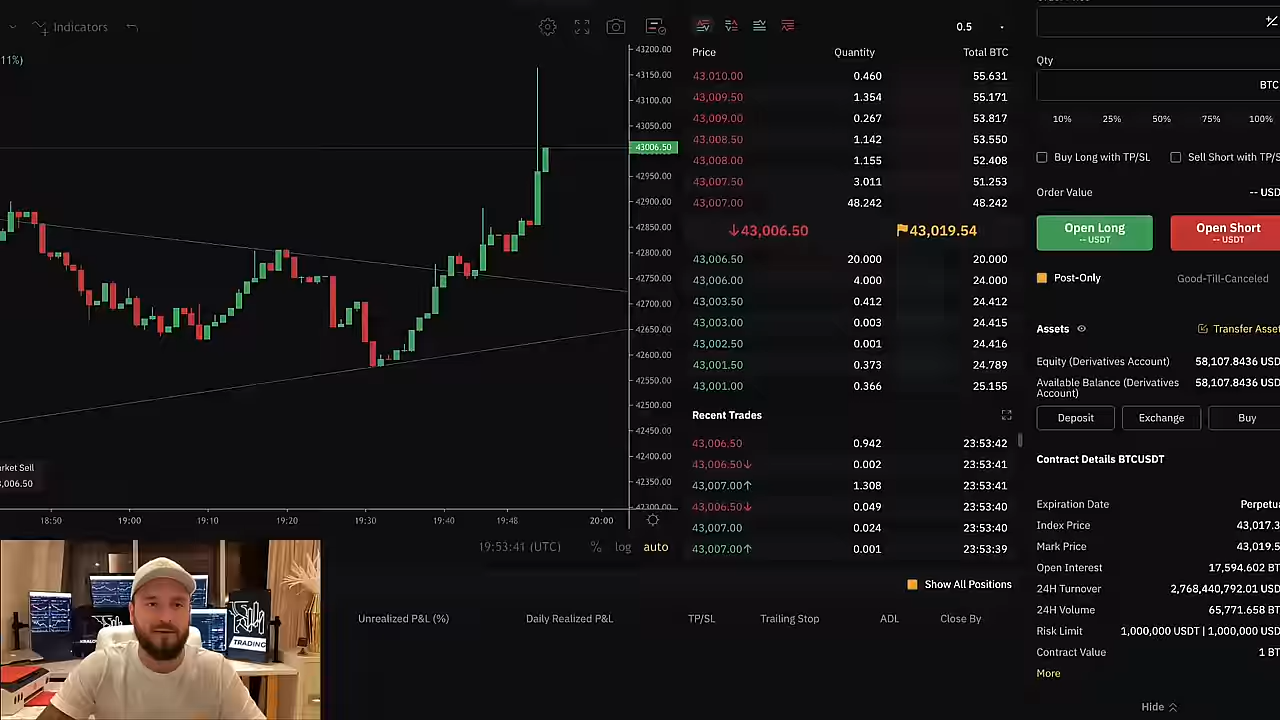 Indicators
11%)
43200.00
43150.00
43100.00
43050.00
43006.50
42950.00
42900.00
42850.00
42800.00
42750.00
42700.00
42650.00
42600.00
42550.00
42500.00
42450.00
42400.00
42350.00
42300.00
rket Sell
,006.50
18:50 19:00 19:10 19:20 19:30 19:40 19:48 20:00
19:53:41 (UTC) % log auto
TRADING
0.5
Price Quantity Total BTC
43,010.00 0.460 55.631
43,009.50 1.354 55.171
43,009.00 0.267 53.817
43,008.50 1.142 53.550
43,008.00 1.155 52.408
43,007.50 3.011 51.253
43,007.00 48.242 48.242
↓43,006.50 43,019.54
43,006.50 20.000 20.000
43,006.00 4.000 24.000
43,003.50 0.412 24.412
43,003.00 0.003 24.415
43,002.50 0.001 24.416
43,001.50 0.373 24.789
43,001.00 0.366 25.155
Recent Trades
43,006.50 0.942 23:53:42
43,006.50↓ 0.002 23:53:41
43,007.00↑ 1.308 23:53:41
43,006.50↓ 0.049 23:53:40
43,007.00 0.024 23:53:40
43,007.00↑ 0.001 23:53:39
Show All Positions
Unrealized P&L (%) Daily Realized P&L TP/SL Trailing Stop ADL Close By
Qty
BTC
10% 25% 50% 75% 100%
Buy Long with TP/SL Sell Short with TP/S
Order Value -- USD
Open Long Open Short
-- USDT -- USDT
Post-Only Good-Till-Canceled
Assets Transfer Asset
Equity (Derivatives Account) 58,107.8436 USD
Available Balance (Derivatives 58,107.8436 USD
Account)
Deposit Exchange Buy
Contract Details BTCUSDT
Expiration Date Perpetua
Index Price 43,017.3
Mark Price 43,019.5
Open Interest 17,594.602 BT
24H Turnover 2,768,440,792.01 USD
24H Volume 65,771.658 BT
Risk Limit 1,000,000 USDT | 1,000,000 USD
Contract Value 1 BT
More
Hide